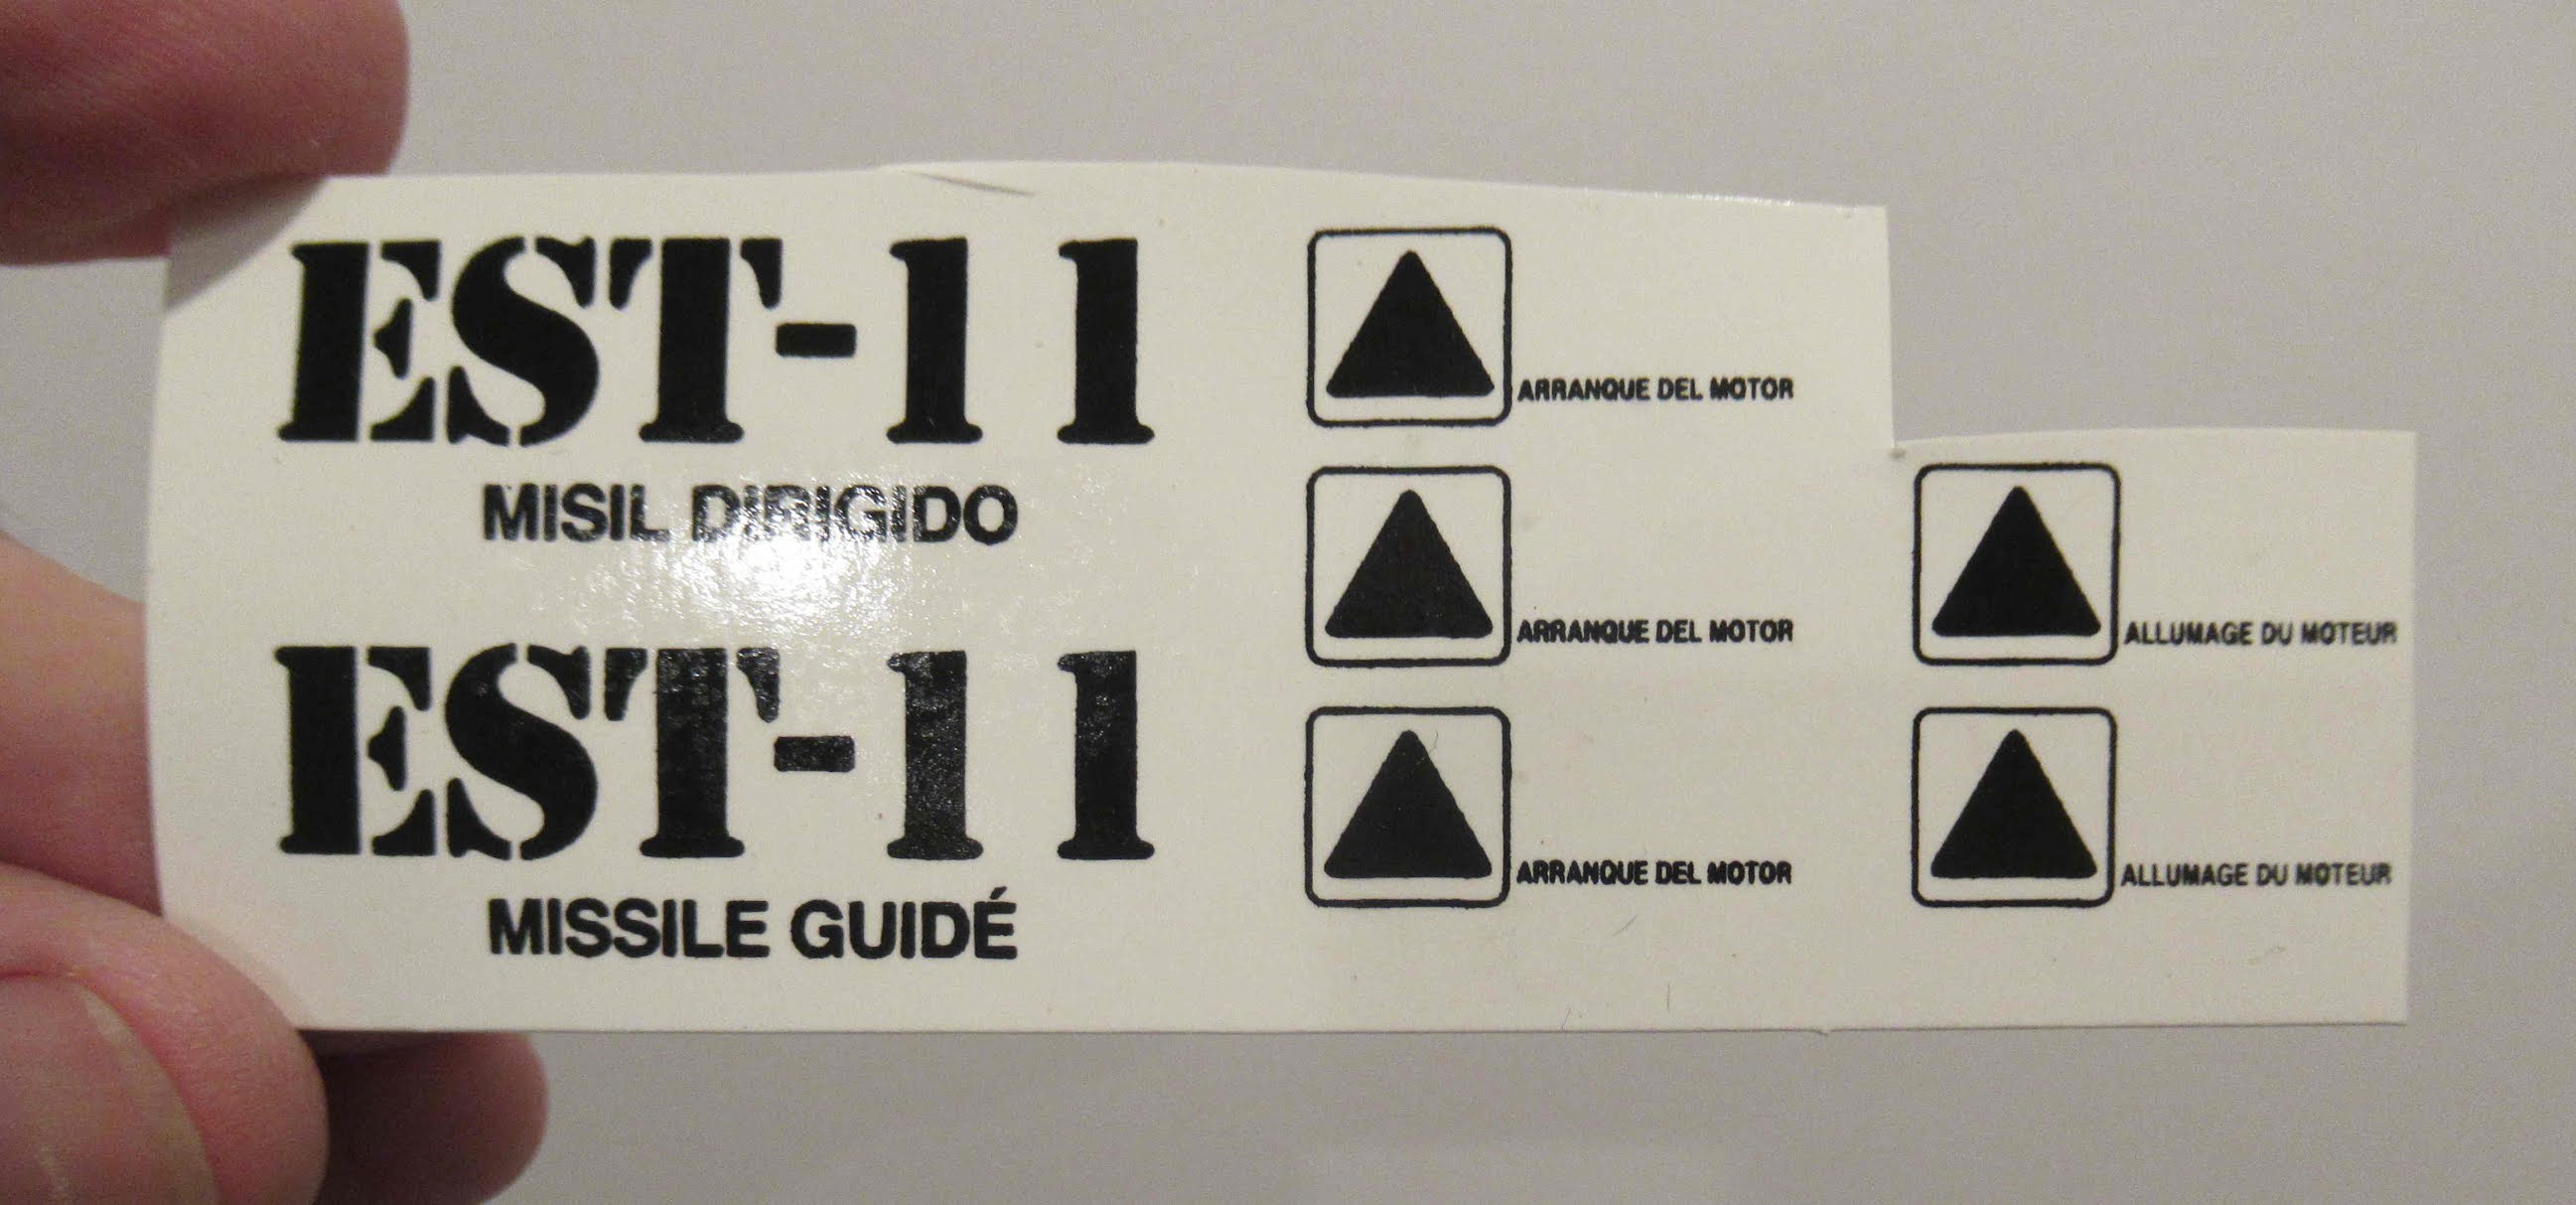 EST-11
MISIL DIRIGIDO
EST-11
MISSILE GUIDÉ
ARRANQUE DEL MOTOR
ARRANQUE DEL MOTOR
ARRANQUE DEL MOTOR
ALLUMAGE DU MOTEUR
ALLUMAGE DU MOTEUR